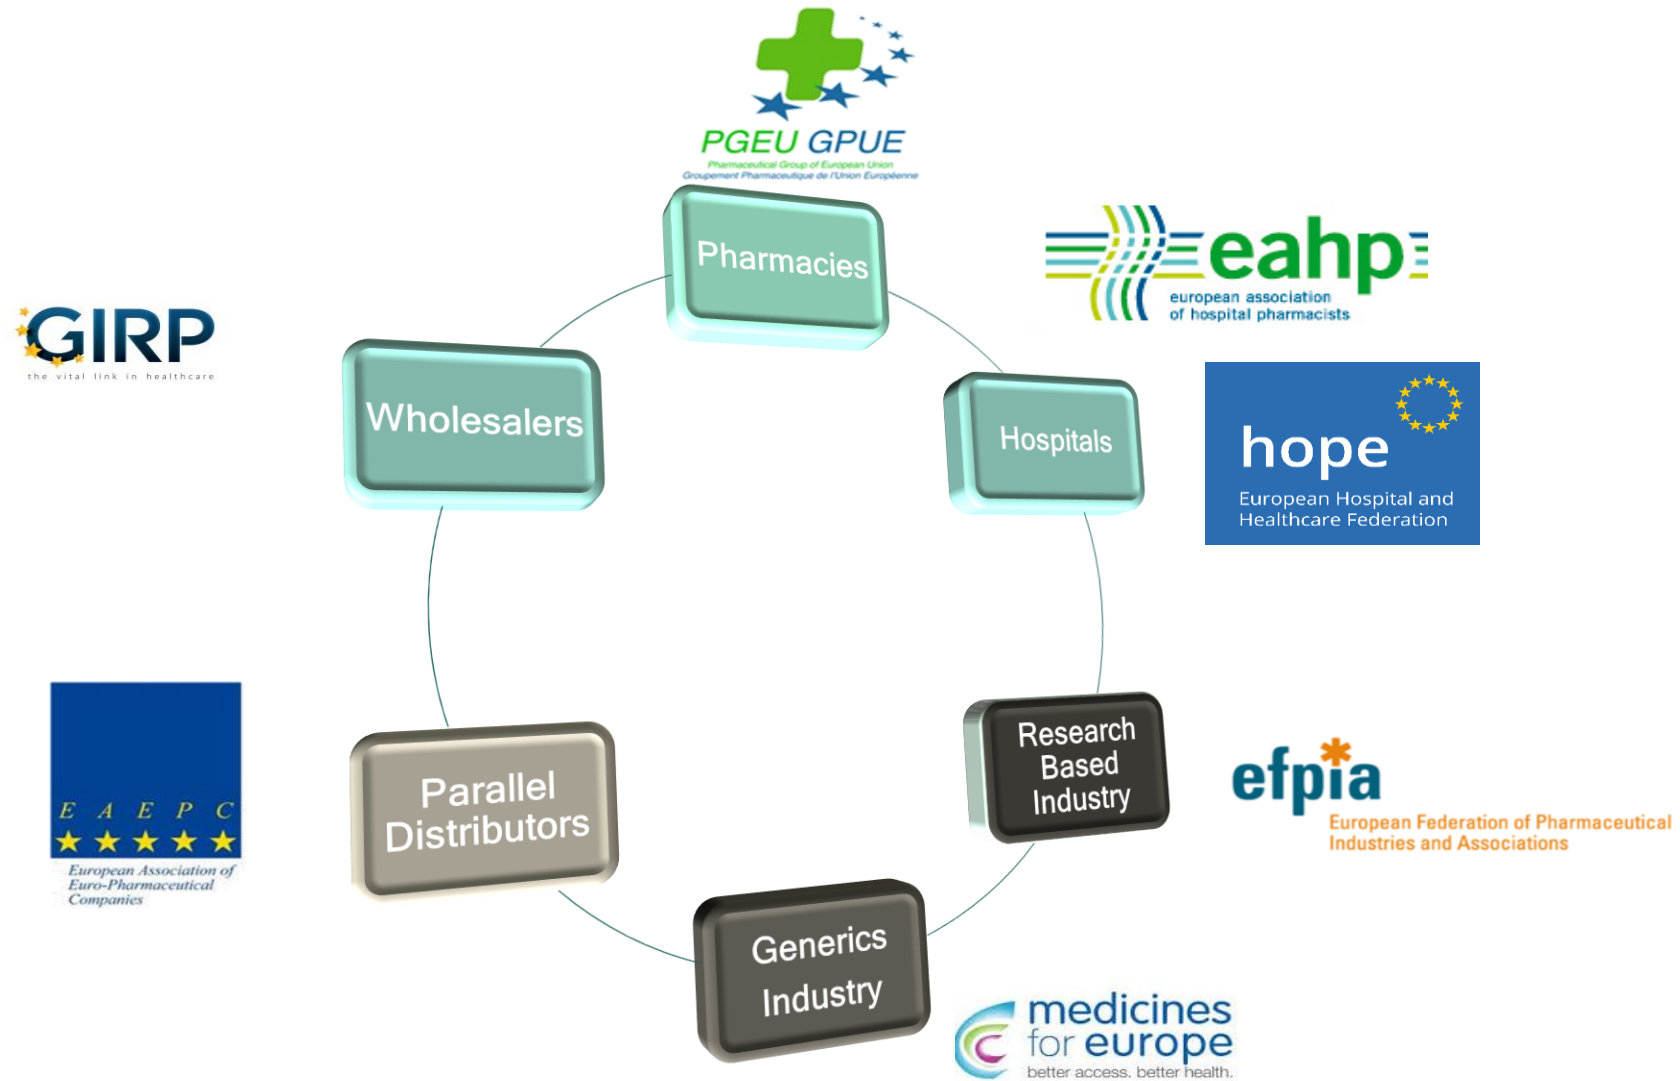 PGEU GPUE
Pharmaceutical Group of European Union
Groupement Pharmaceutique de l'Union Européenne
Pharmacies
eahp
european association
of hospital pharmacists
GIRP
the vital link in healthcare
Wholesalers
Hospitals
hope
European Hospital and
Healthcare Federation
Research
Based
Industry
efpia
European Federation of Pharmaceutical
Industries and Associations
Parallel
Distributors
E A E P C
European Association of
Euro-Pharmaceutical
Companies
Generics
Industry
medicines
for europe
better access. better health.